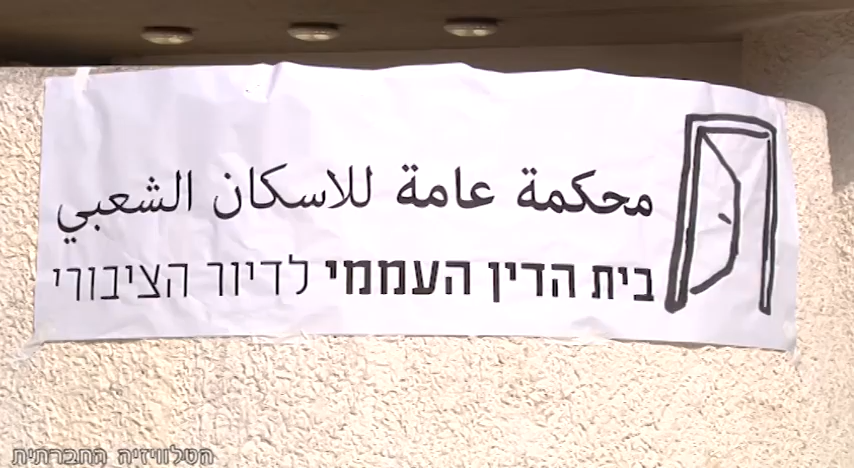 محكمة عامة للاسكان الشعبي
בית הדין העממי לדיור הציבורי
הטלוויזיה החברתית